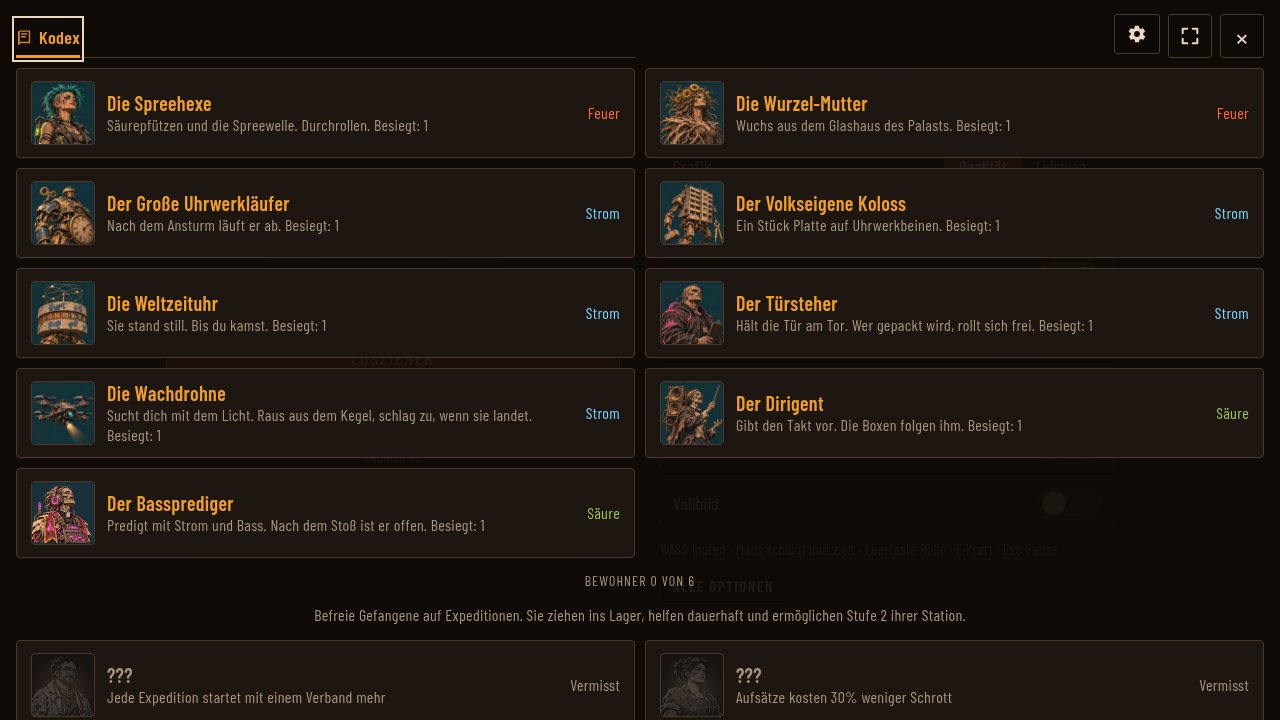 Kodex
Die Spreehexe
Säurepfützen und die Spreewelle. Durchrollen. Besiegt: 1
Feuer
Die Wurzel-Mutter
Wuchs aus dem Glashaus des Palasts. Besiegt: 1
Feuer
Grafik
Qualität
Leistung
Der Große Uhrwerkläufer
Nach dem Ansturm läuft er ab. Besiegt: 1
Strom
Der Volkseigene Koloss
Ein Stück Platte auf Uhrwerkbeinen. Besiegt: 1
Strom
Die Weltzeituhr
Sie stand still. Bis du kamst. Besiegt: 1
Strom
Der Türsteher
Hält die Tür am Tor. Wer gepackt wird, rollt sich frei. Besiegt: 1
Strom
LOSZIEHEN
Die Wachdrohne
Sucht dich mit dem Licht. Raus aus dem Kegel, schlag zu, wenn sie landet.
Besiegt: 1
Strom
Der Dirigent
Gibt den Takt vor. Die Boxen folgen ihm. Besiegt: 1
Säure
Der Bassprediger
Predigt mit Strom und Bass. Nach dem Stoß ist er offen. Besiegt: 1
Säure
Vollbild
WASD laufen · Maus schlägt und zielt · Leertaste Rolle · E Kraft · Esc Pause
BEWOHNER 0 VON 6
ALLE OPTIONEN
Befreie Gefangene auf Expeditionen. Sie ziehen ins Lager, helfen dauerhaft und ermöglichen Stufe 2 ihrer Station.
???
Jede Expedition startet mit einem Verband mehr
Vermisst
???
Aufsätze kosten 30% weniger Schrott
Vermisst